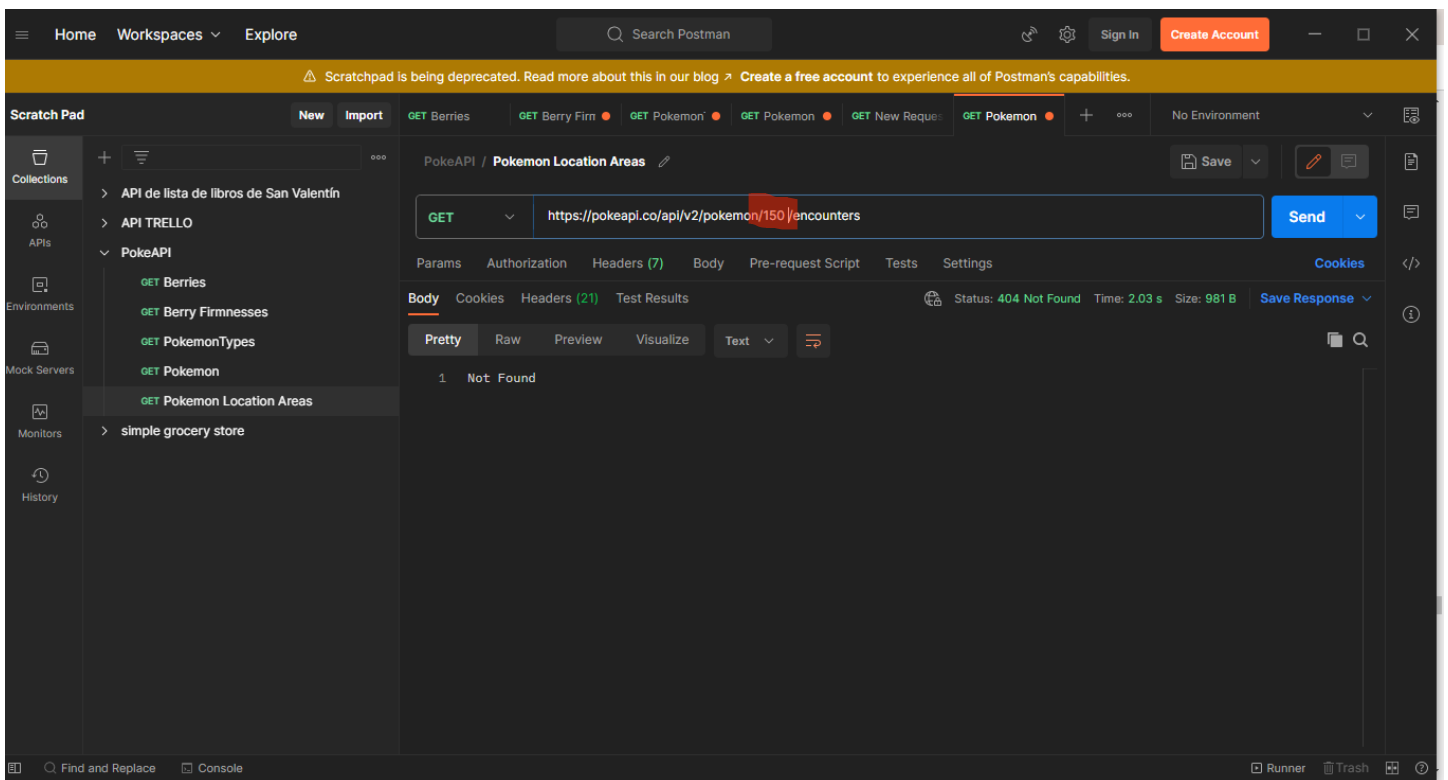 Home Workspaces Explore Search Postman Sign In Create Account
Scratchpad is being deprecated. Read more about this in our blog ↗ Create a free account to experience all of Postman's capabilities.
Scratch Pad New Import GET Berries GET Berry Firm GET Pokemon GET Pokemon GET New Reques GET Pokemon No Environment
PokeAPI / Pokemon Location Areas Save
Collections
API de lista de libros de San Valentín
API TRELLO
PokeAPI
GET Berries
GET Berry Firmnesses
GET PokemonTypes
GET Pokemon
GET Pokemon Location Areas
simple grocery store
APIs
Environments
Mock Servers
Monitors
History
GET https://pokeapi.co/api/v2/pokemon/150 /encounters Send
Params Authorization Headers (7) Body Pre-request Script Tests Settings Cookies
Body Cookies Headers (21) Test Results Status: 404 Not Found Time: 2.03 s Size: 981 B Save Response
Pretty Raw Preview Visualize Text
1 Not Found
Find and Replace Console Runner Trash